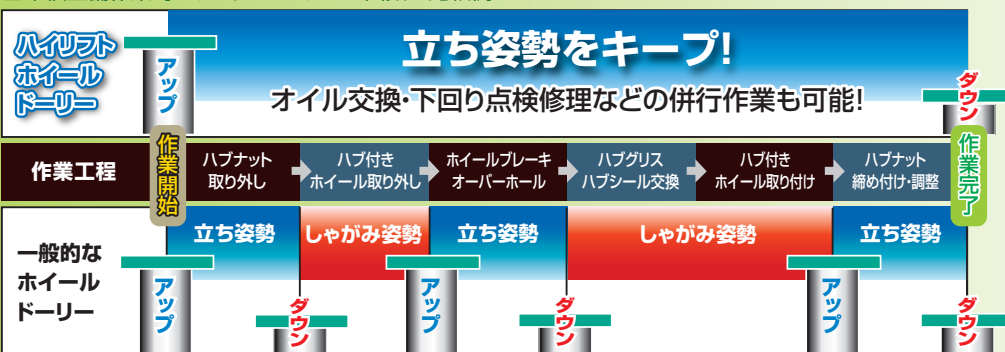 ハイリフト
ホイール
ドーリー
アップ
立ち姿勢をキープ!
オイル交換・下回り点検修理などの併行作業も可能!
ダウン
作業工程
作業開始
ハブナット
取り外し
ハブ付き
ホイール取り外し
ホイールブレーキ
オーバーホール
ハブグリス
ハブシール交換
ハブ付き
ホイール取り付け
ハブナット
締め付け・調整
作業完了
一般的な
ホイール
ドーリー
立ち姿勢
しゃがみ姿勢
立ち姿勢
しゃがみ姿勢
立ち姿勢
アップ
ダウン
アップ
ダウン
アップ
ダウン